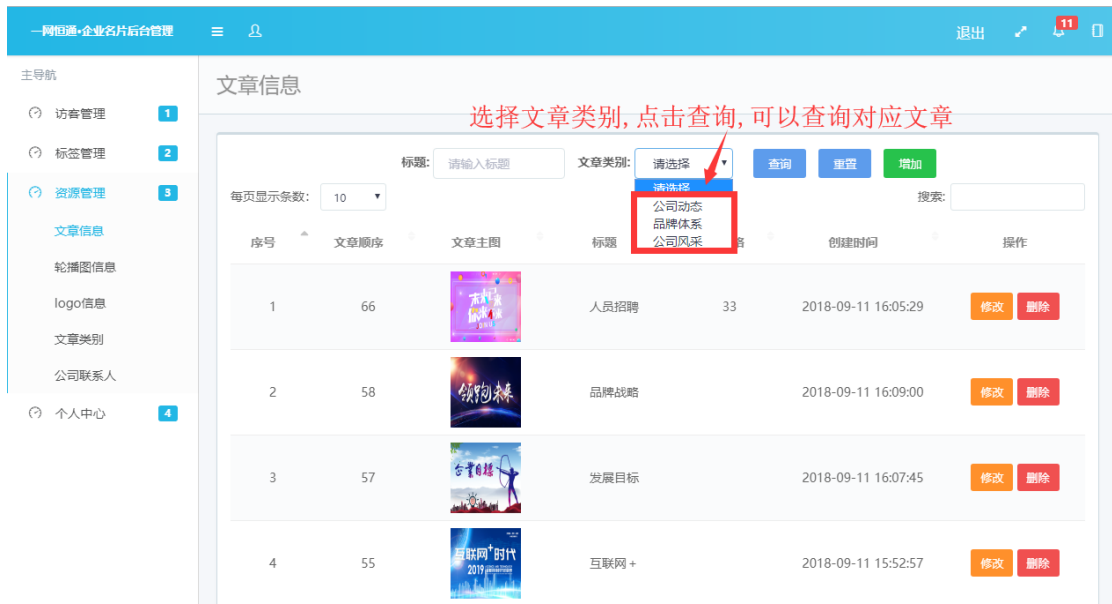 一网恒通•企业名片后台管理
退出
11
主导航
访客管理 1
标签管理 2
资源管理 3
文章信息
轮播图信息
logo信息
文章类别
公司联系人
个人中心 4
文章信息
选择文章类别,点击查询,可以查询对应文章
标题: 请输入标题 文章类别: 请选择 查询 重置 增加
请选择
公司动态
品牌体系
公司风采
每页显示条数: 10 搜索:
序号 文章顺序 文章主图 标题 创建时间 操作
1 66 人员招聘 33 2018-09-11 16:05:29 修改 删除
2 58 领跑未来 品牌战略 2018-09-11 16:09:00 修改 删除
3 57 企業目標 发展目标 2018-09-11 16:07:45 修改 删除
4 55 互联网+时代 2019 互联网+ 2018-09-11 15:52:57 修改 删除